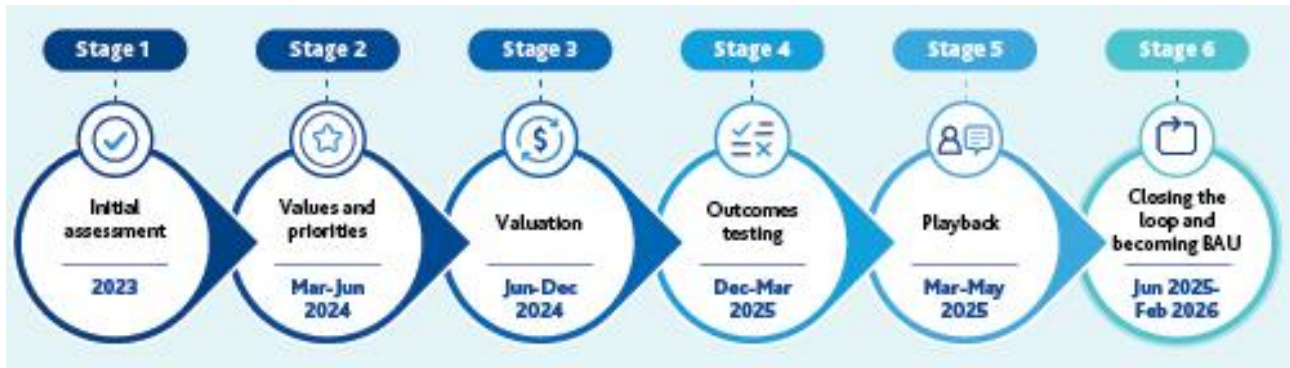 Stage 1
Stage 2
Stage 3
Stage 4
Stage 5
Stage 6
$
Initial
assessment
2023
Values and
priorities
Mar-Jun
2024
Valuation
Jun-Dec
2024
Outcomes
testing
Dec-Mar
2025
Playback
Mar-May
2025
Closing the
loop and
becoming BAU
Jun 2025-
Feb 2026